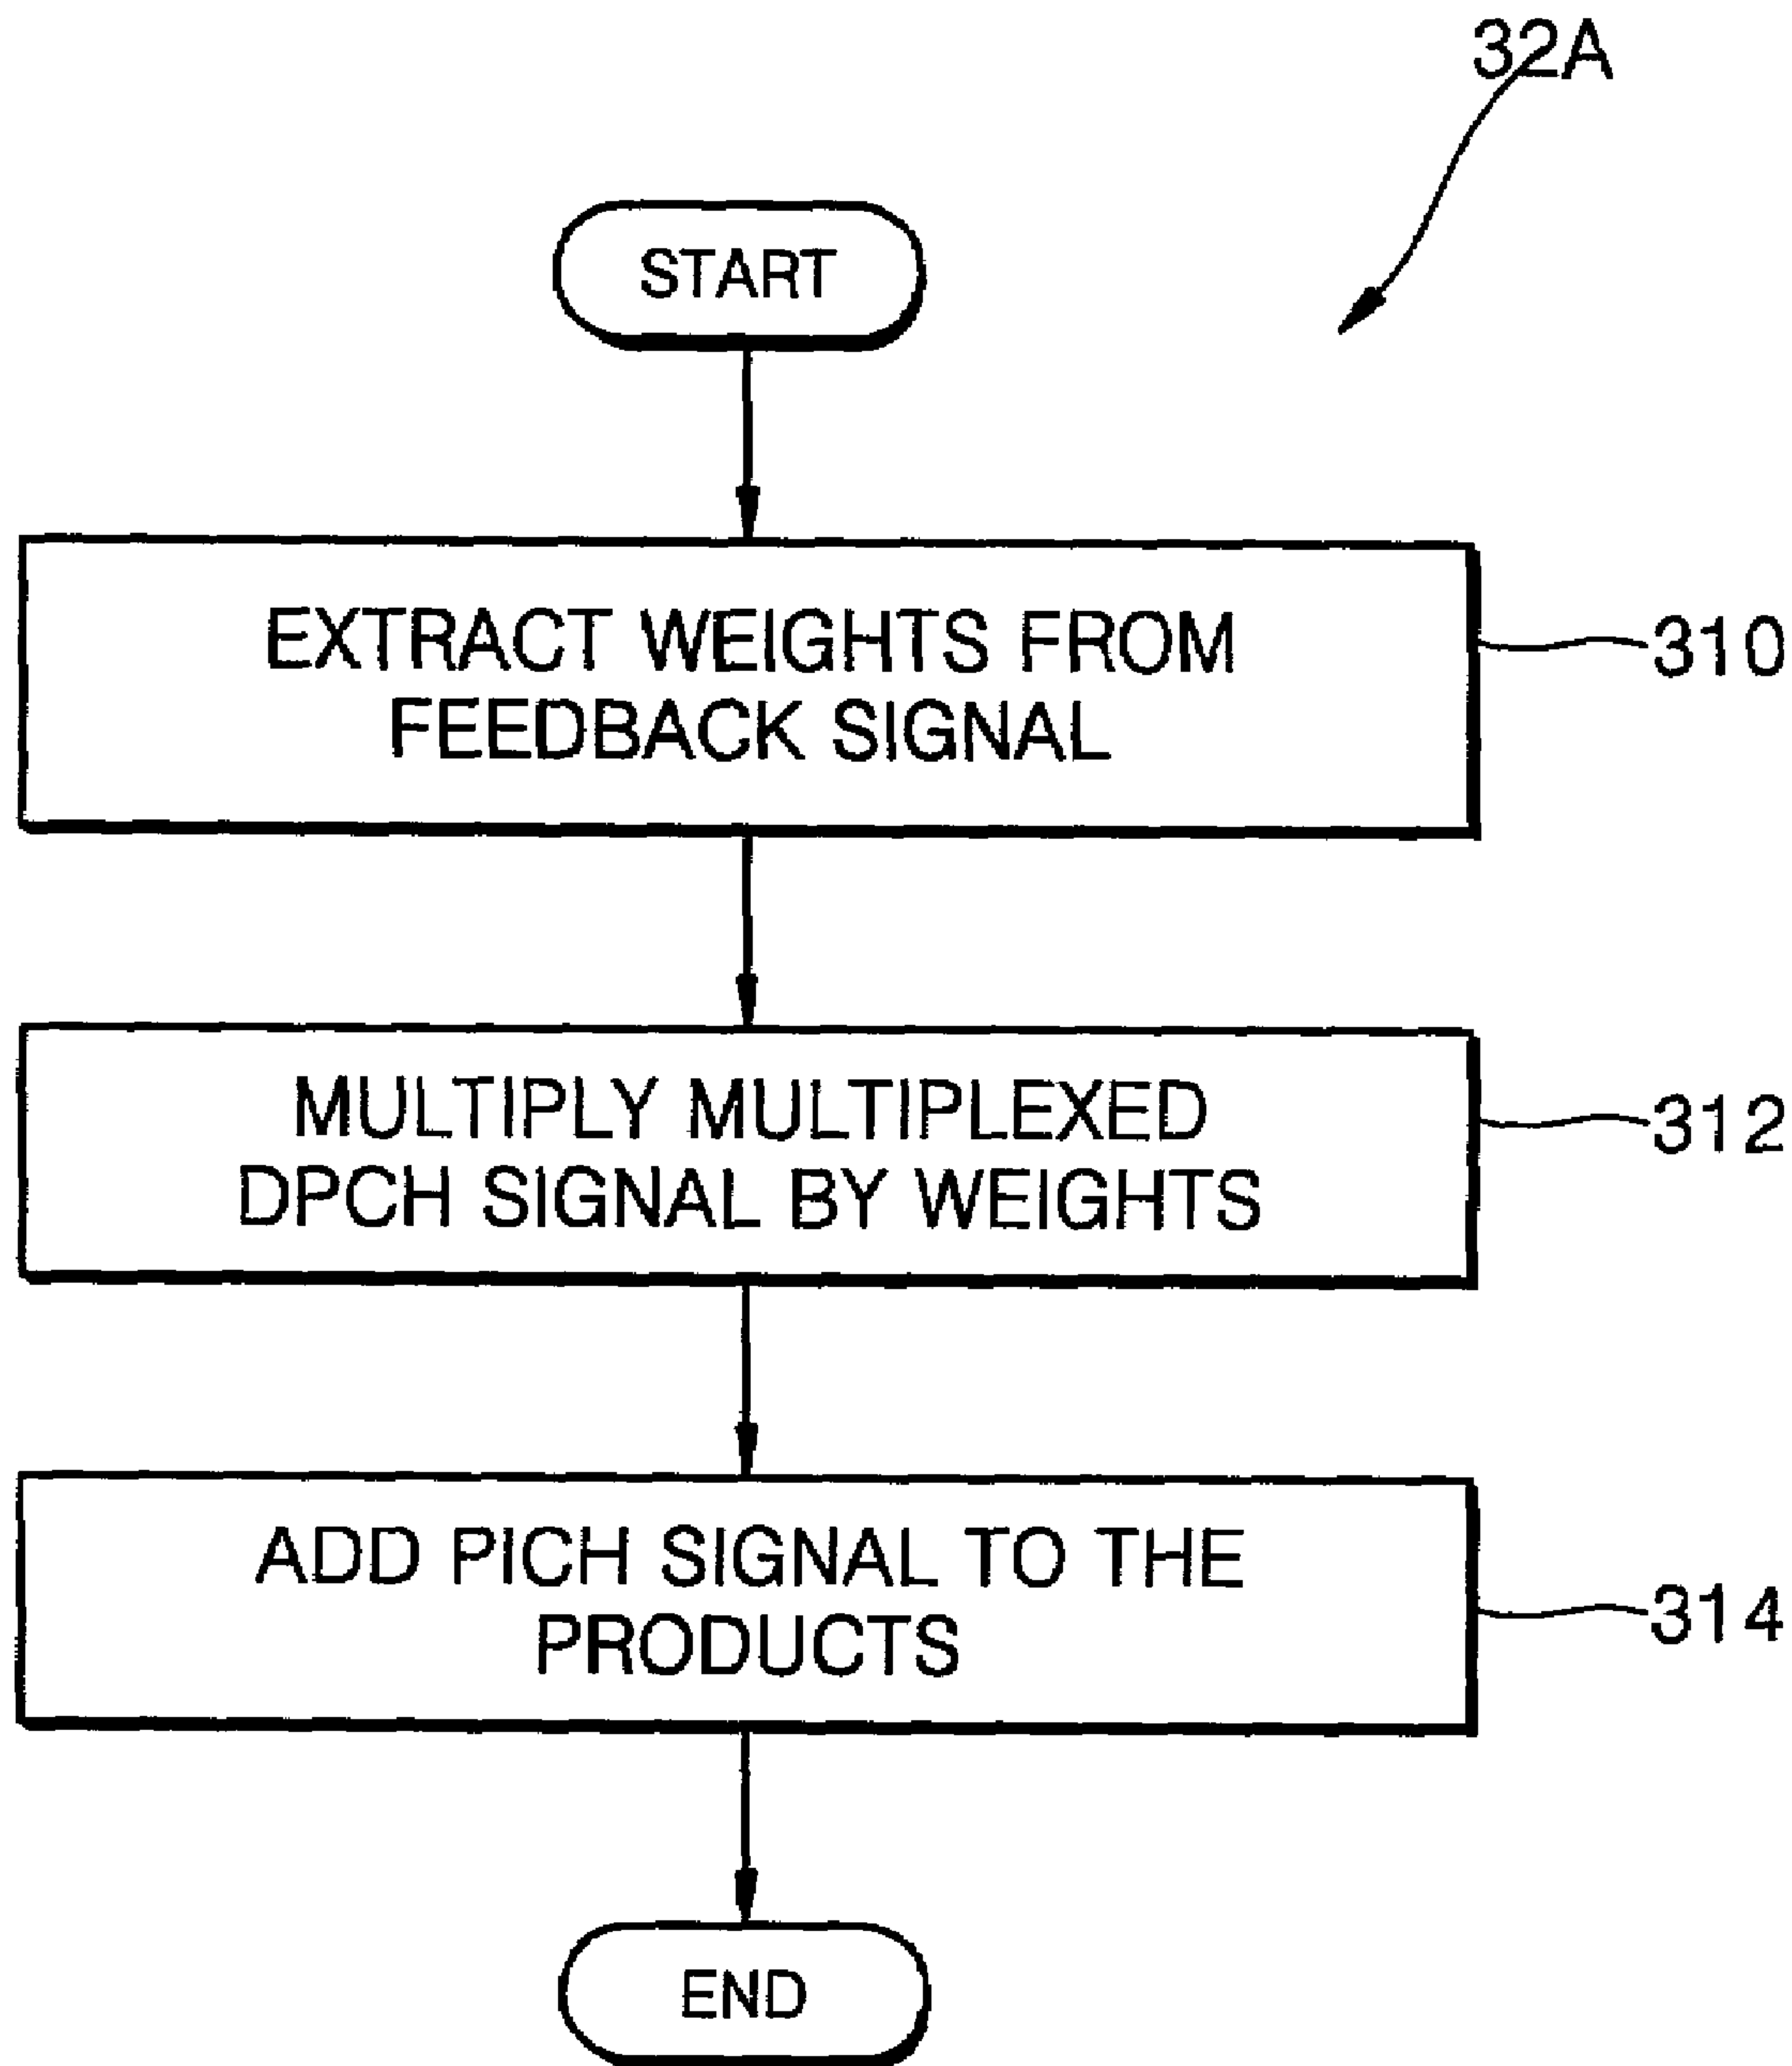 32A
START
EXTRACT WEIGHTS FROM
FEEDBACK SIGNAL
310
MULTIPLY MULTIPLEXED
DPCH SIGNAL BY WEIGHTS
312
ADD PICH SIGNAL TO THE
PRODUCTS
314
END